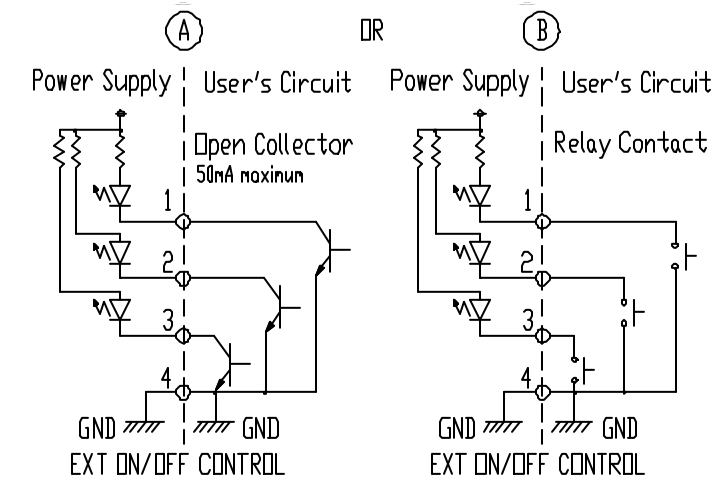 A OR B
Power Supply User's Circuit
Open Collector
50mA maxinun
1
2
3
4
GND GND
EXT ON/OFF CONTROL
Power Supply User's Circuit
Relay Contact
1
2
3
4
GND GND
EXT ON/OFF CONTROL